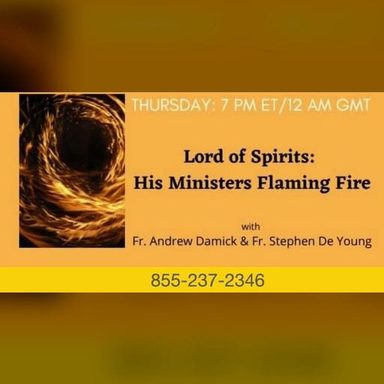 THURSDAY: 7 PM ET/12 AM GMT
Lord of Spirits:
His Ministers Flaming Fire
with
Fr. Andrew Damick & Fr. Stephen De Young
855-237-2346